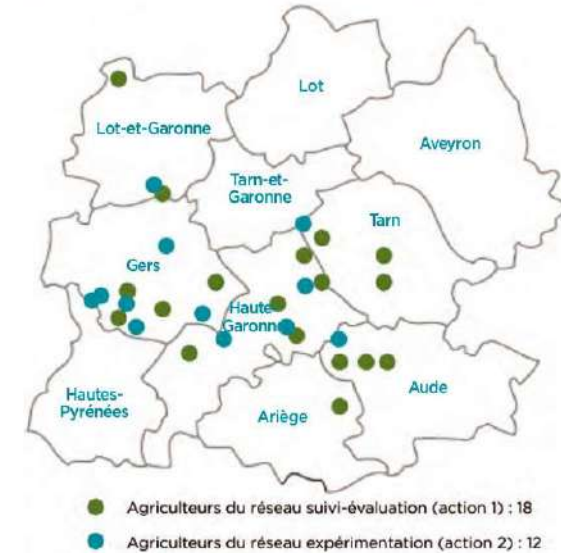 Lot
Lot-et-Garonne
Aveyron
Tarn-et-
Garonne
Tarn
Gers
Haute-
Garonne
Hautes-
Pyrénées
Ariège
Aude
Agriculteurs du réseau suivi-évaluation (action 1) : 18
Agriculteurs du réseau expérimentation (action 2) : 12